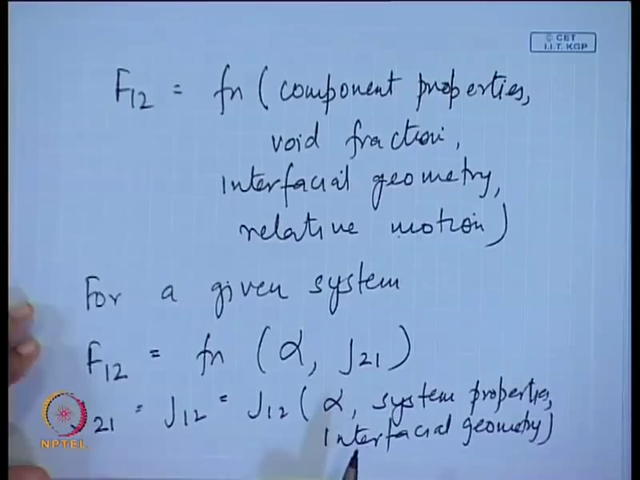 © CET
I.I.T. KGP
F12 = fn ( component properties,
void fraction,
interfacial geometry,
relative motion )
For a given system
F12 = fn ( α, J21 )
21 = J12 = J12 ( α, system properties,
interfacial geometry )
NPTEL